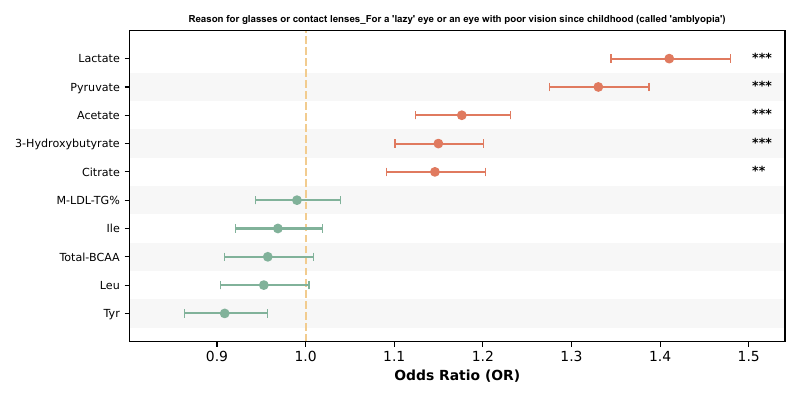 Reason for glasses or contact lenses_For a 'lazy' eye or an eye with poor vision since childhood (called 'amblyopia')
Lactate ***
Pyruvate ***
Acetate ***
3-Hydroxybutyrate ***
Citrate **
M-LDL-TG%
Ile
Total-BCAA
Leu
Tyr
0.9 1.0 1.1 1.2 1.3 1.4 1.5
Odds Ratio (OR)